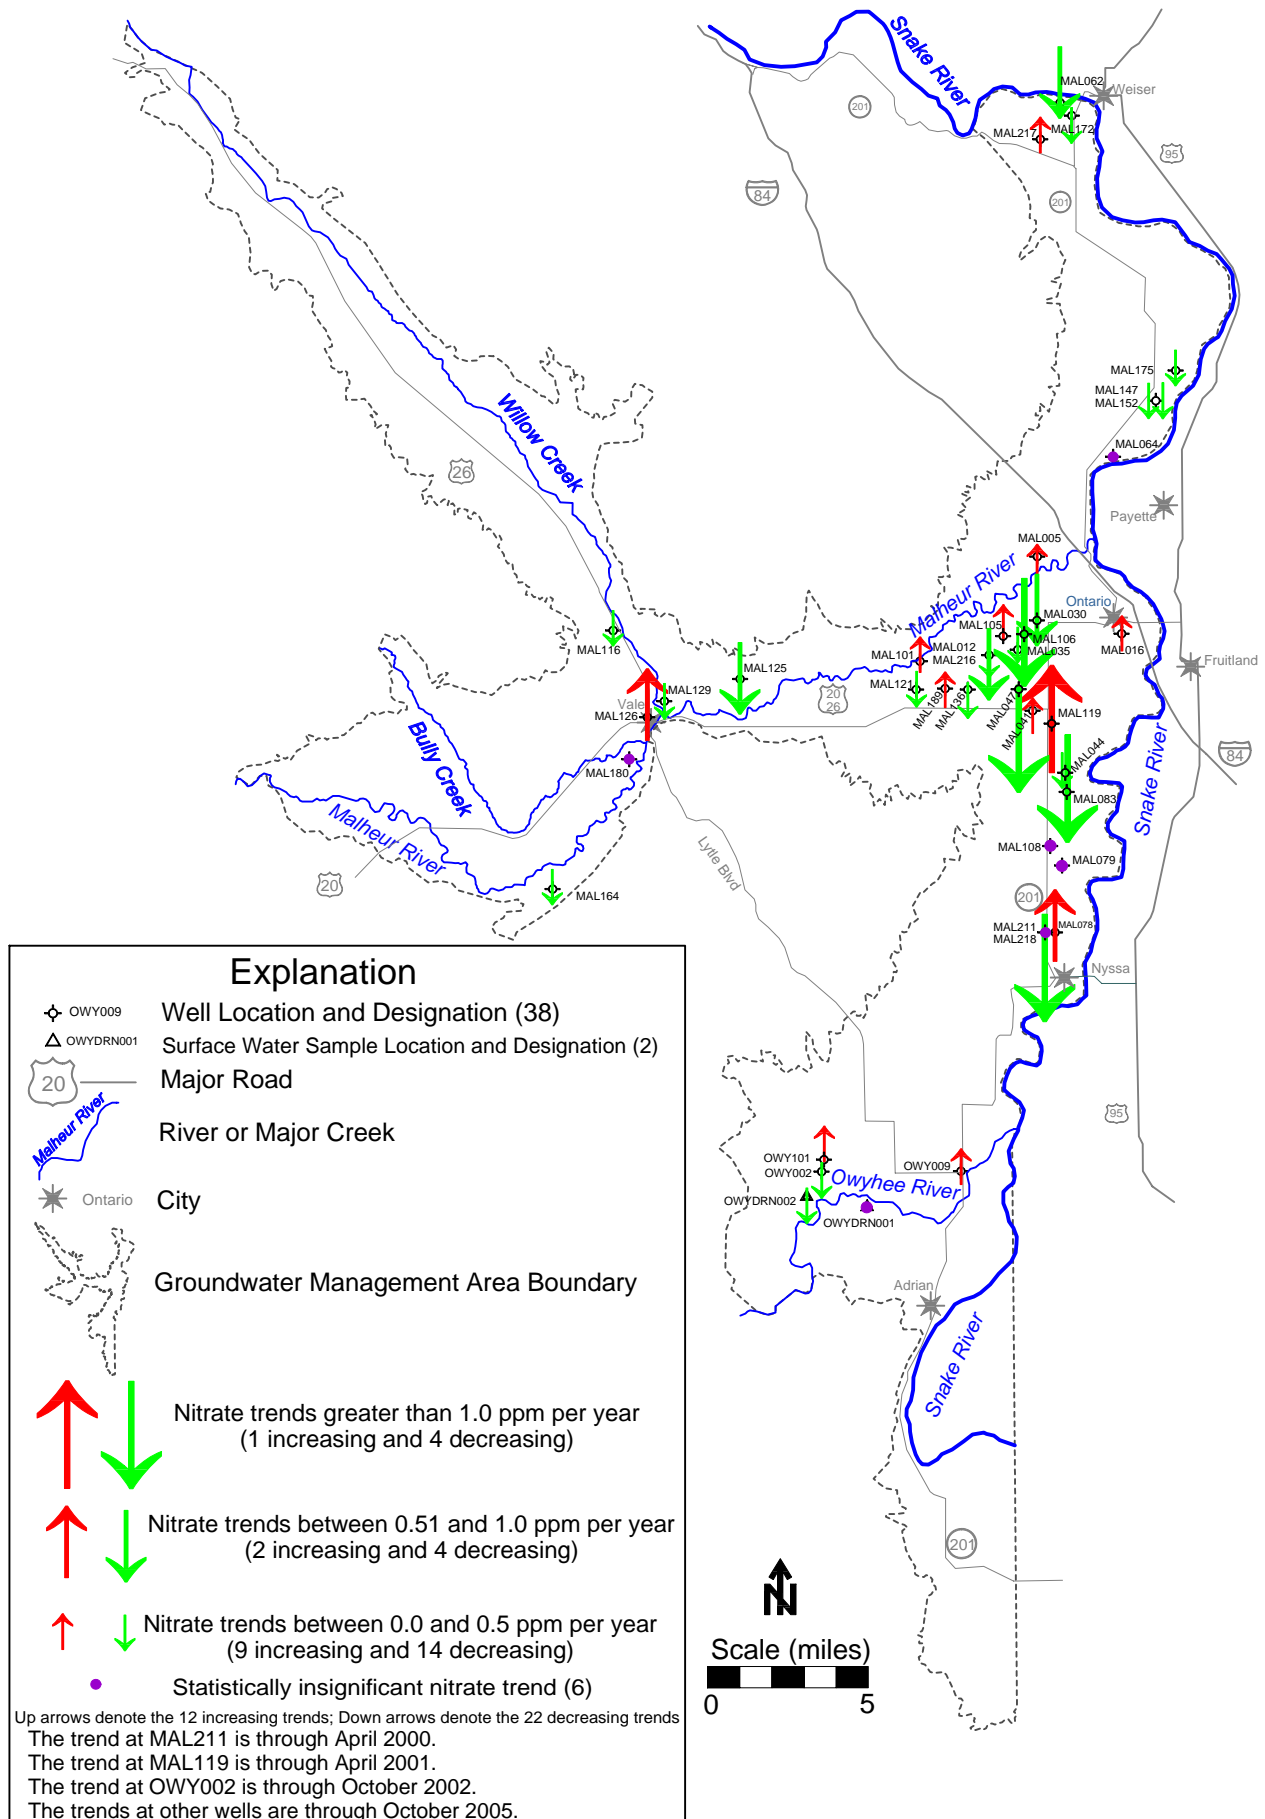 Snake River
MAL062
Weiser
201
MAL217
MAL172
95
84
201
MAL175
MAL147
MAL152
MAL064
Payette
Willow Creek
26
MAL005
Malheur River
Ontario
MAL030
MAL105
MAL106
MAL012
MAL035
MAL016
MAL116
MAL101
MAL216
Fruitland
MAL125
MAL121
MAL189
MAL136
MAL047
MAL129
Vale
20
26
MAL041
MAL126
MAL119
Bully Creek
MAL180
MAL044
84
MAL083
Snake River
Malheur River
Lytle Blvd
MAL108
MAL079
20
MAL164
201
MAL211
MAL078
MAL218
Nyssa
95
OWY101
OWY002
OWY009
Owyhee River
OWYDRN002
OWYDRN001
Adrian
Snake River
201
N
Scale (miles)
0 5
Explanation
OWY009 Well Location and Designation (38)
OWYDRN001 Surface Water Sample Location and Designation (2)
20 Major Road
Malheur River River or Major Creek
Ontario City
Groundwater Management Area Boundary
Nitrate trends greater than 1.0 ppm per year
(1 increasing and 4 decreasing)
Nitrate trends between 0.51 and 1.0 ppm per year
(2 increasing and 4 decreasing)
Nitrate trends between 0.0 and 0.5 ppm per year
(9 increasing and 14 decreasing)
Statistically insignificant nitrate trend (6)
Up arrows denote the 12 increasing trends; Down arrows denote the 22 decreasing trends
The trend at MAL211 is through April 2000.
The trend at MAL119 is through April 2001.
The trend at OWY002 is through October 2002.
The trends at other wells are through October 2005.